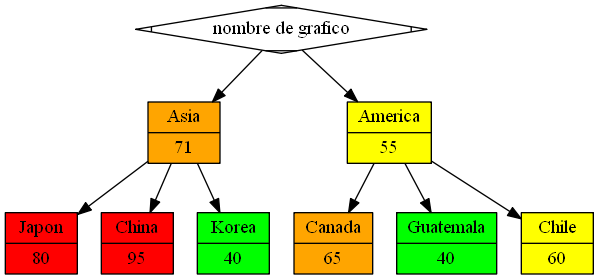 nombre de grafico
Asia
71
America
55
Japon
80
China
95
Korea
40
Canada
65
Guatemala
40
Chile
60